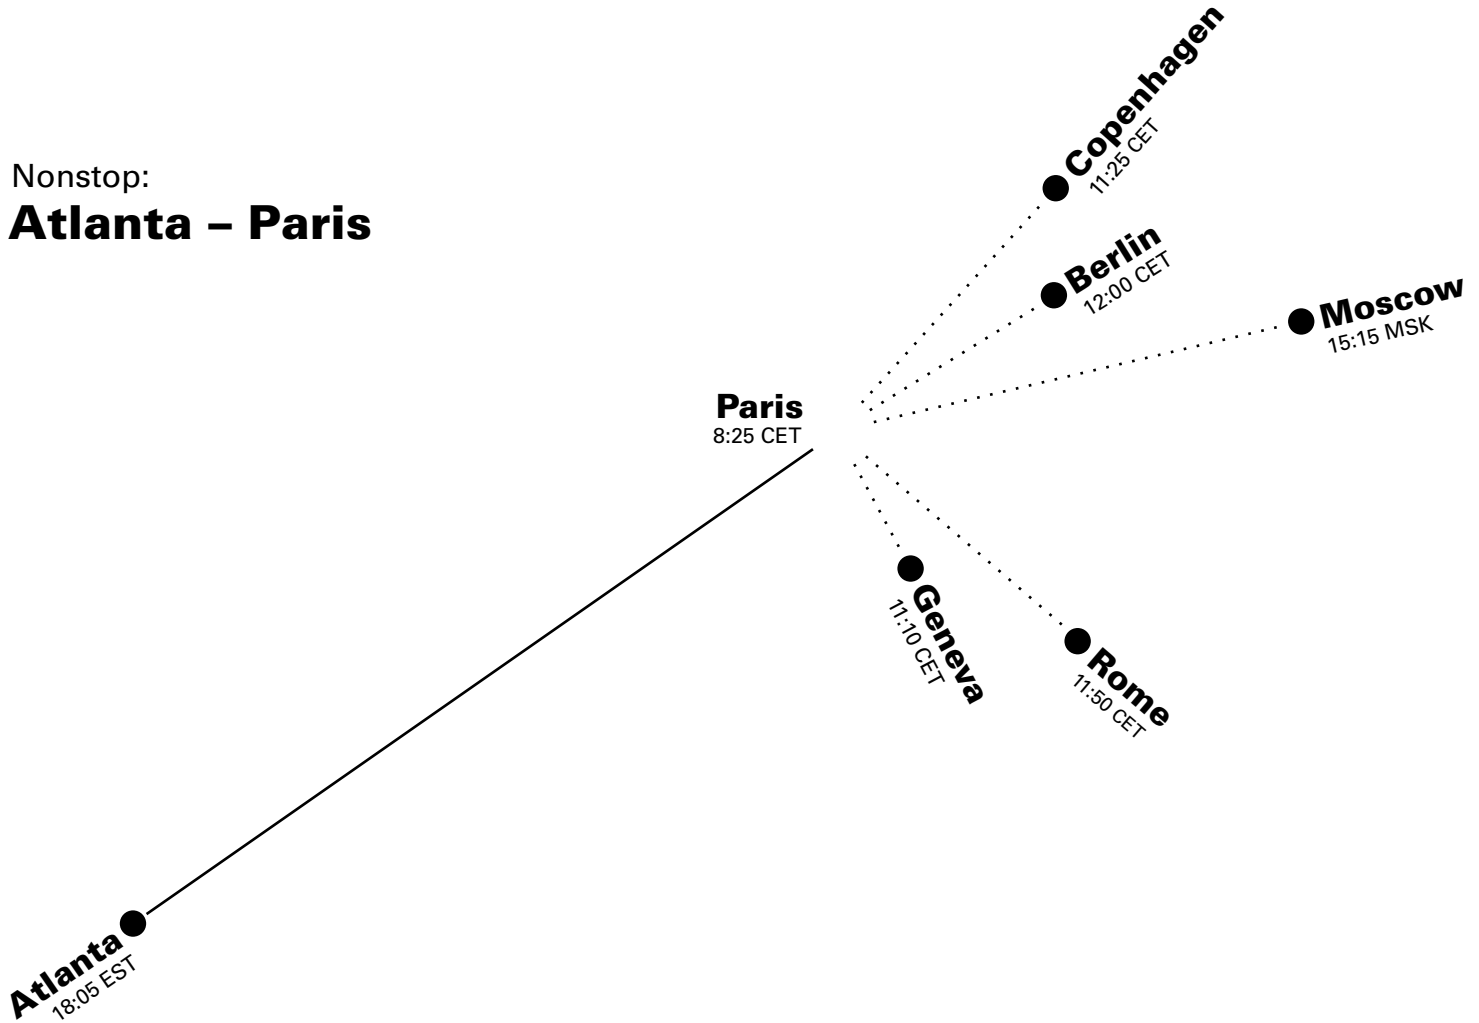 Nonstop:
Atlanta – Paris
Copenhagen
11:25 CET
Berlin
12:00 CET
Moscow
15:15 MSK
Paris
8:25 CET
Geneva
11:10 CET
Rome
11:50 CET
Atlanta
18:05 EST